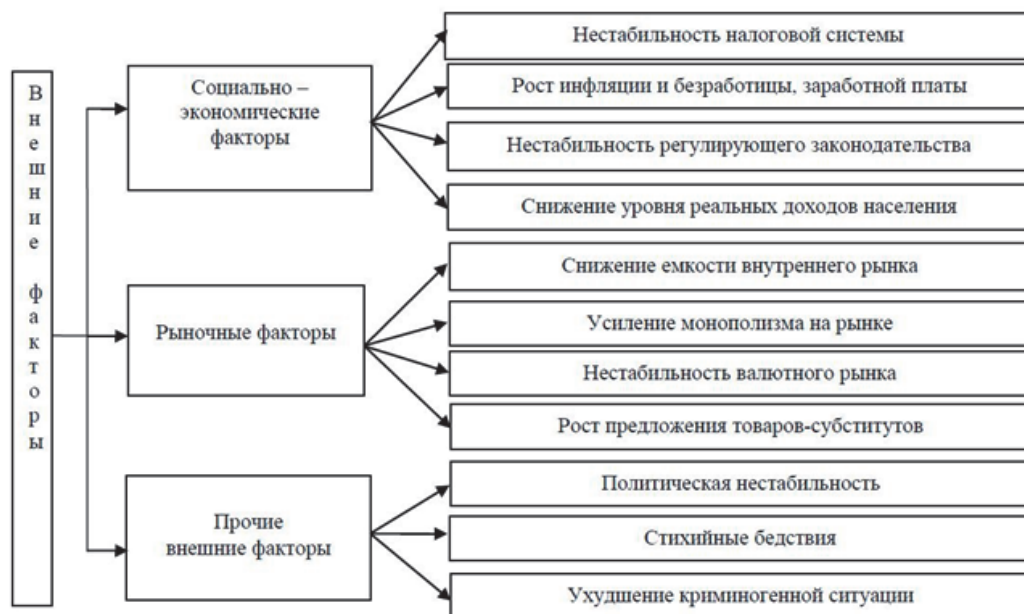 Внешние факторы
Социально –
экономические
факторы
Нестабильность налоговой системы
Рост инфляции и безработицы, заработной платы
Нестабильность регулирующего законодательства
Снижение уровня реальных доходов населения
Рыночные факторы
Снижение емкости внутреннего рынка
Усиление монополизма на рынке
Нестабильность валютного рынка
Рост предложения товаров-субститутов
Прочие
внешние факторы
Политическая нестабильность
Стихийные бедствия
Ухудшение криминогенной ситуации